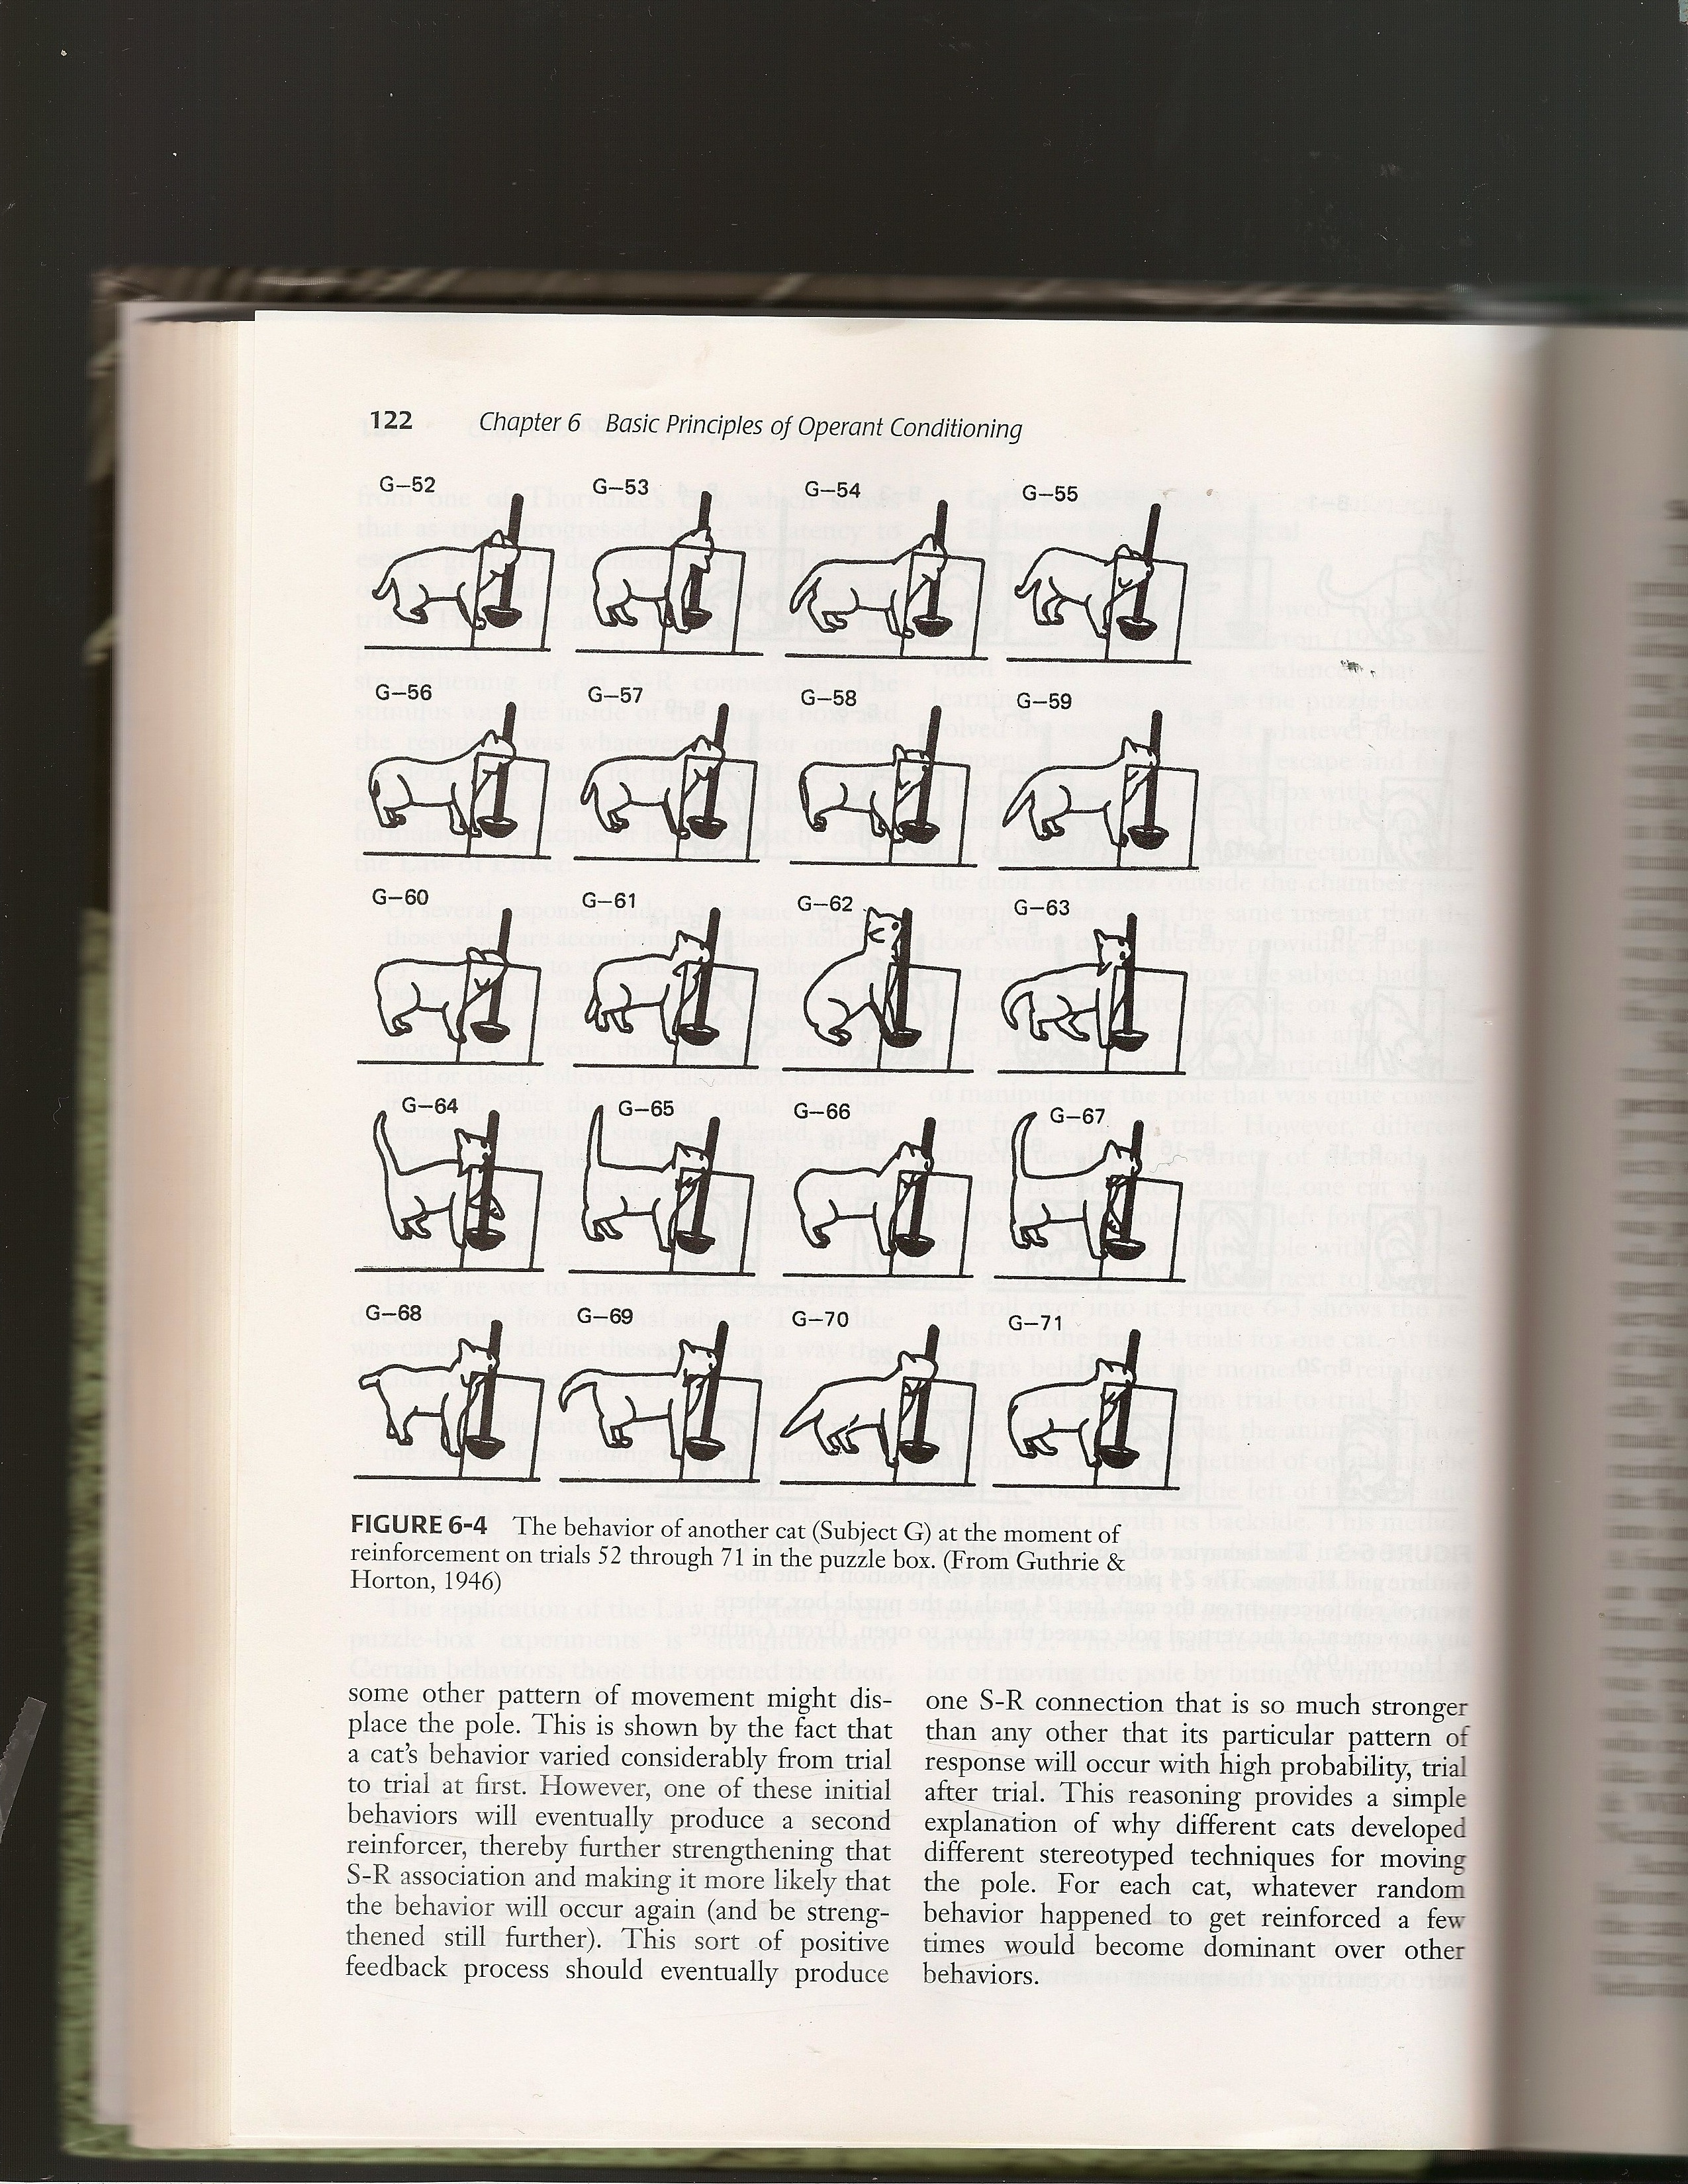 122 Chapter 6 Basic Principles of Operant Conditioning
G–52 G–53 G–54 G–55
G–56 G–57 G–58 G–59
G–60 G–61 G–62 G–63
G–64 G–65 G–66 G–67
G–68 G–69 G–70 G–71
FIGURE 6-4 The behavior of another cat (Subject G) at the moment of
reinforcement on trials 52 through 71 in the puzzle box. (From Guthrie &
Horton, 1946)
some other pattern of movement might dis-
place the pole. This is shown by the fact that
a cat's behavior varied considerably from trial
to trial at first. However, one of these initial
behaviors will eventually produce a second
reinforcer, thereby further strengthening that
S-R association and making it more likely that
the behavior will occur again (and be streng-
thened still further). This sort of positive
feedback process should eventually produce
one S-R connection that is so much stronger
than any other that its particular pattern of
response will occur with high probability, trial
after trial. This reasoning provides a simple
explanation of why different cats developed
different stereotyped techniques for moving
the pole. For each cat, whatever random
behavior happened to get reinforced a few
times would become dominant over other
behaviors.